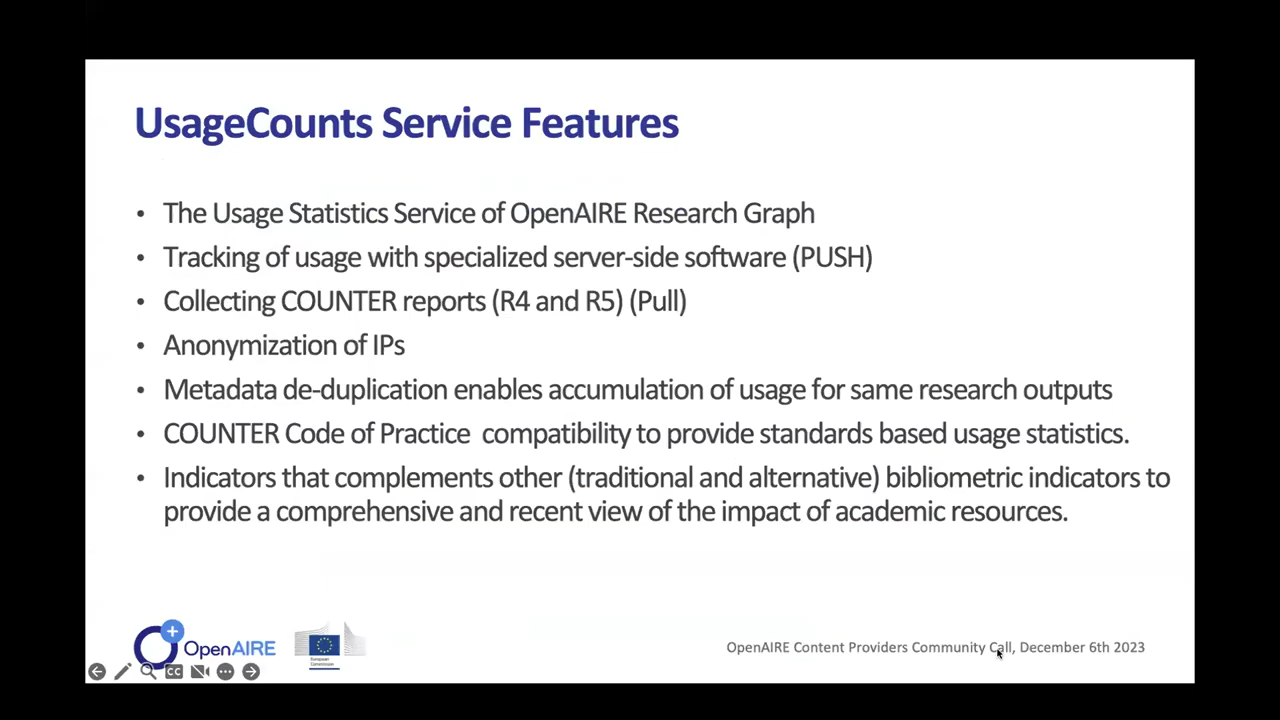 UsageCounts Service Features
• The Usage Statistics Service of OpenAIRE Research Graph
• Tracking of usage with specialized server-side software (PUSH)
• Collecting COUNTER reports (R4 and R5) (Pull)
• Anonymization of IPs
• Metadata de-duplication enables accumulation of usage for same research outputs
• COUNTER Code of Practice  compatibility to provide standards based usage statistics.
• Indicators that complements other (traditional and alternative) bibliometric indicators to
provide a comprehensive and recent view of the impact of academic resources.
OpenAIRE
European
Commission
OpenAIRE Content Providers Community Call, December 6th 2023
CC